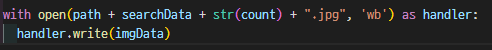 with open(path + searchData + str(count) + ".jpg", 'wb') as handler:
    handler.write(imgData)